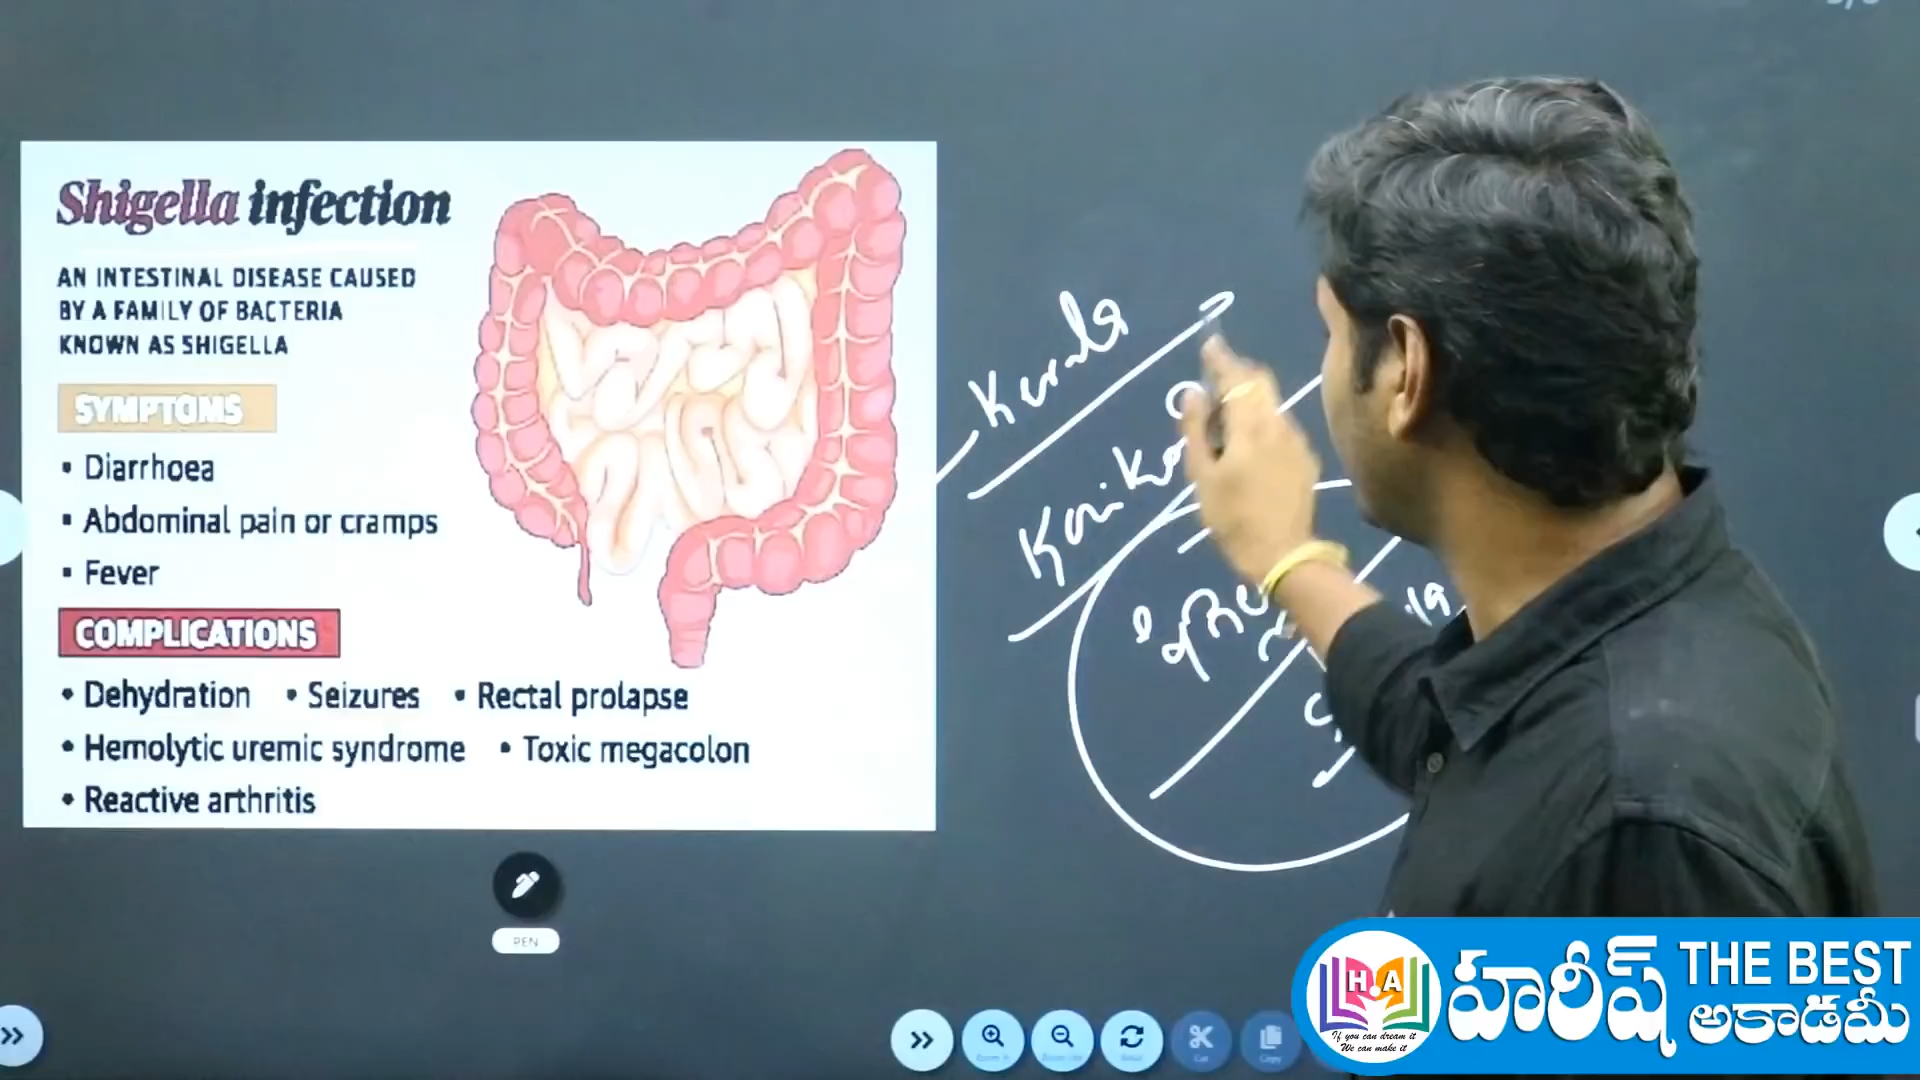 Shigella infection
AN INTESTINAL DISEASE CAUSED
BY A FAMILY OF BACTERIA
KNOWN AS SHIGELLA
SYMPTOMS
• Diarrhoea
• Abdominal pain or cramps
• Fever
COMPLICATIONS
• Dehydration • Seizures • Rectal prolapse
• Hemolytic uremic syndrome • Toxic megacolon
• Reactive arthritis
Kerala
PEN
H.A
If you can dream it
We can make it
హరీష్
THE BEST
అకాడమీ